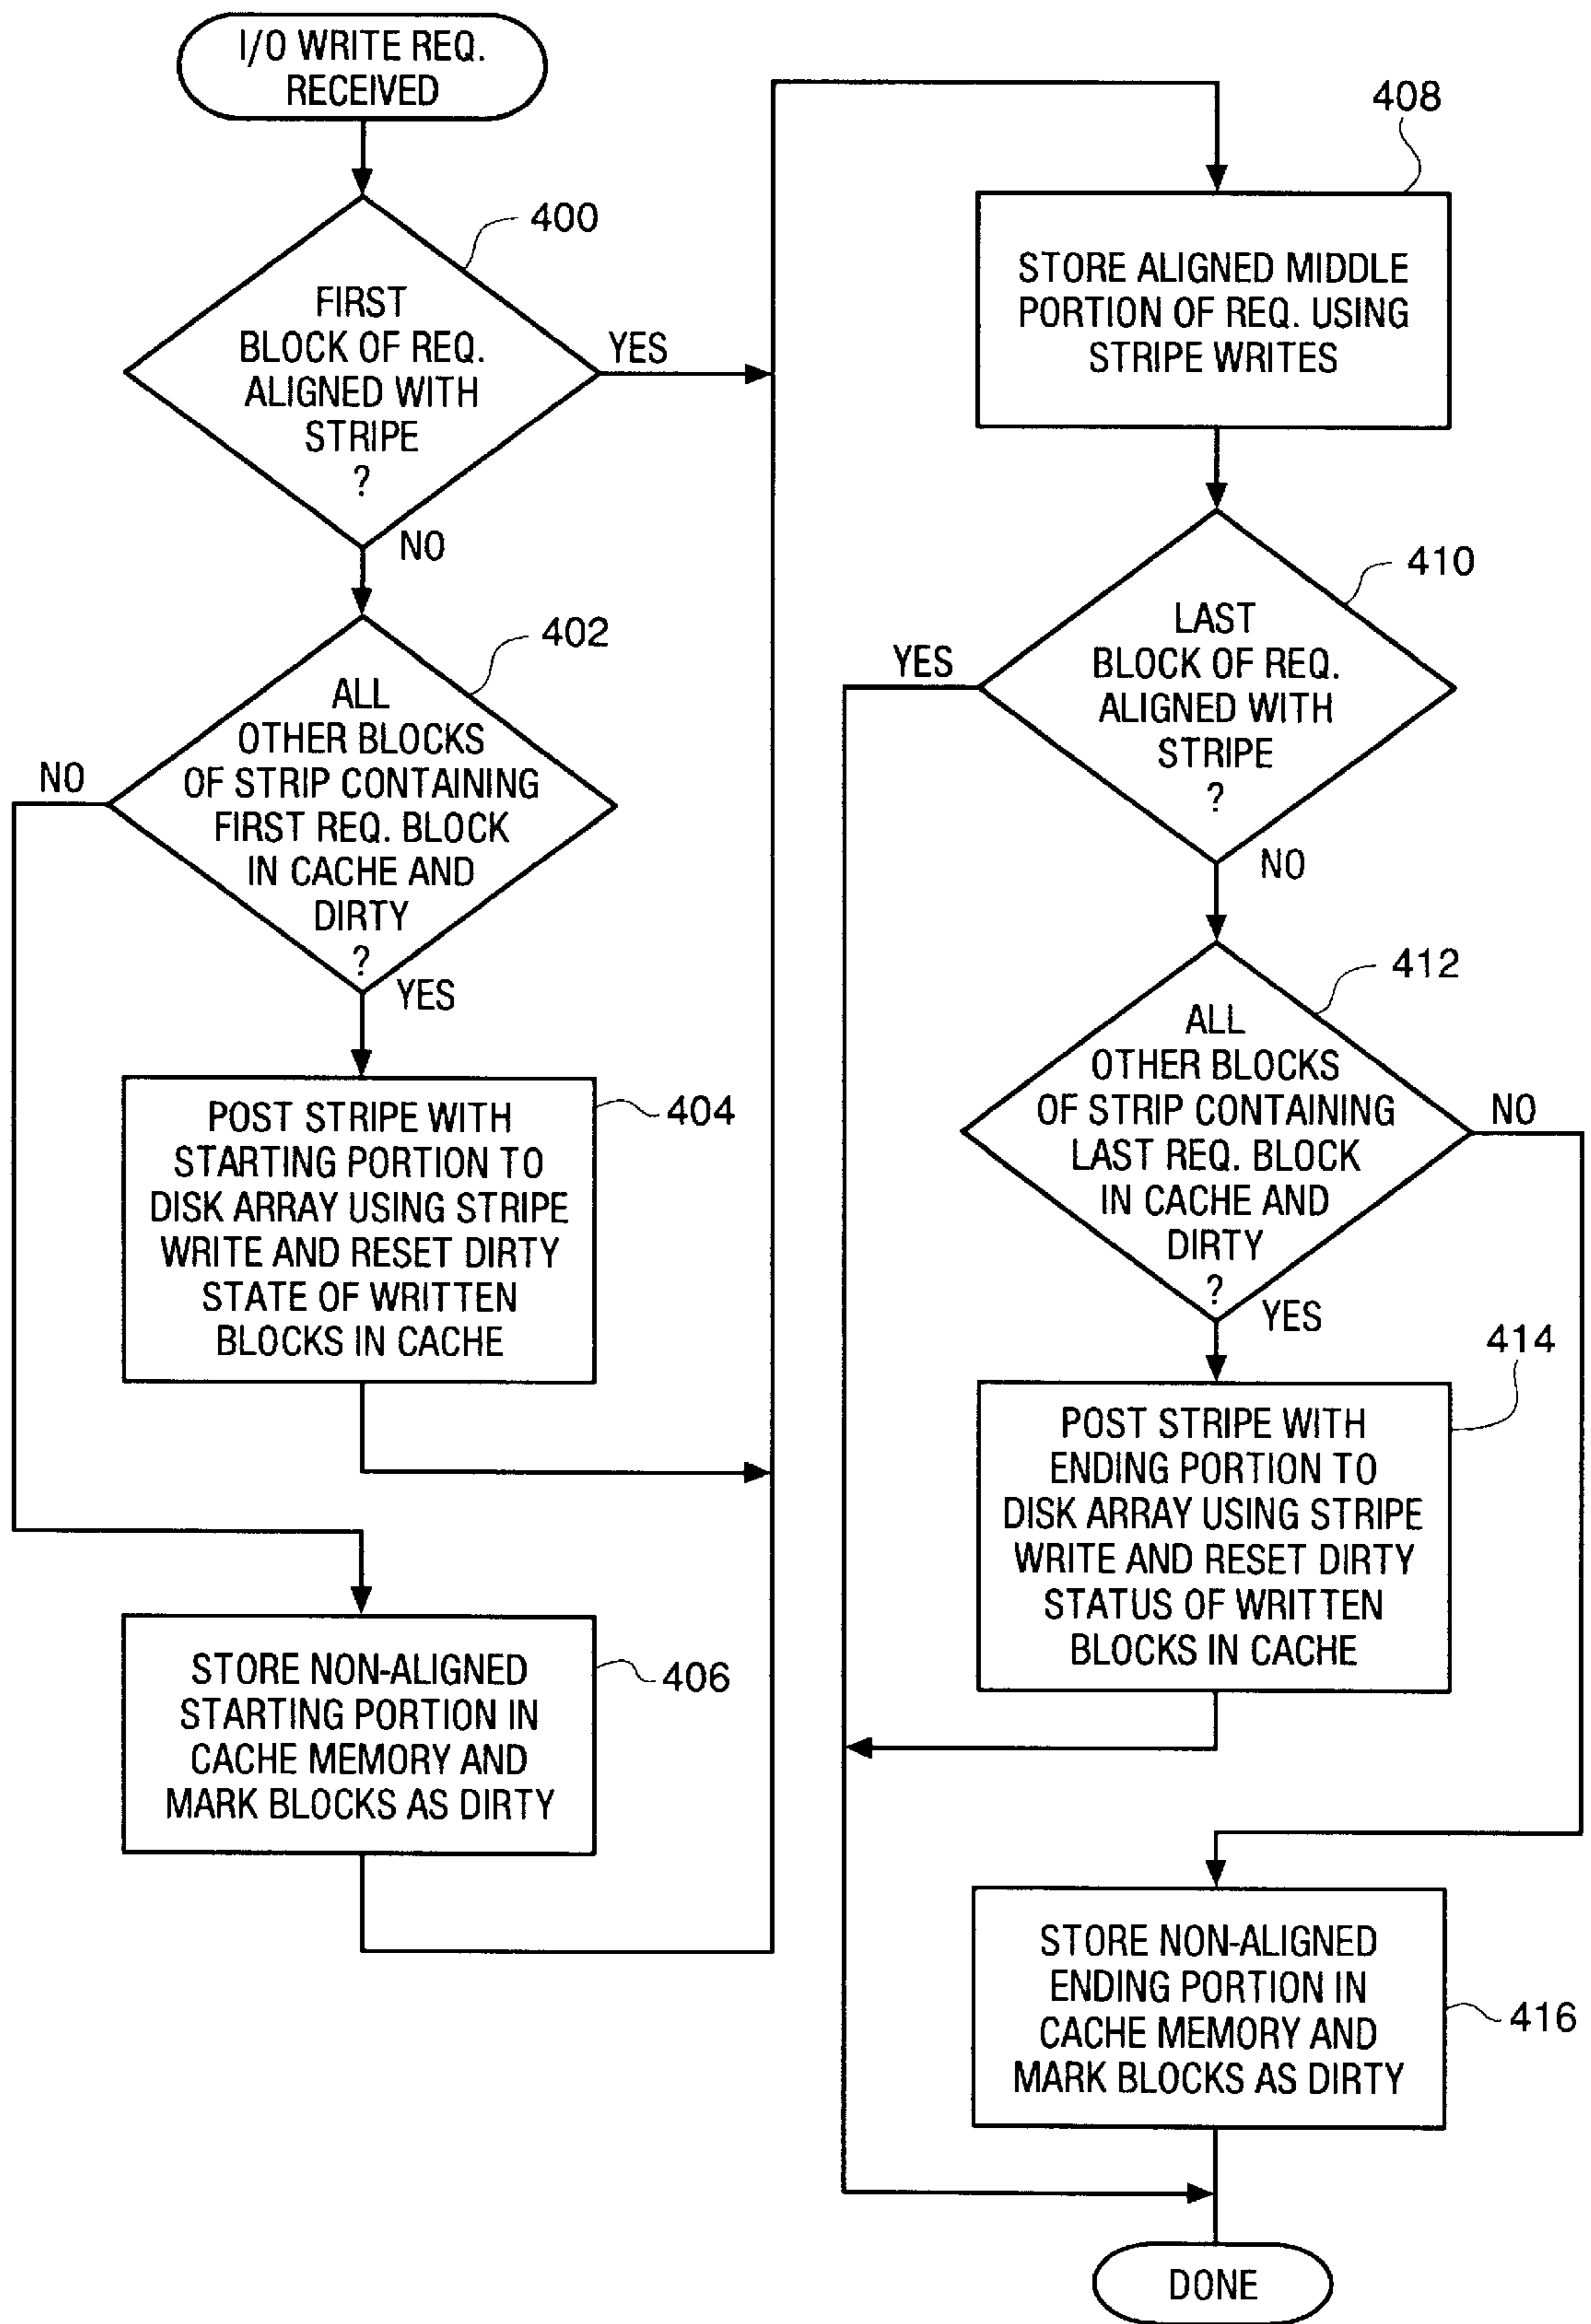 I/O WRITE REQ.
RECEIVED
400
FIRST
BLOCK OF REQ.
ALIGNED WITH
STRIPE
?
YES
NO
402
ALL
OTHER BLOCKS
OF STRIP CONTAINING
FIRST REQ. BLOCK
IN CACHE AND
DIRTY
?
NO
YES
404
POST STRIPE WITH
STARTING PORTION TO
DISK ARRAY USING STRIPE
WRITE AND RESET DIRTY
STATE OF WRITTEN
BLOCKS IN CACHE
406
STORE NON-ALIGNED
STARTING PORTION IN
CACHE MEMORY AND
MARK BLOCKS AS DIRTY
408
STORE ALIGNED MIDDLE
PORTION OF REQ. USING
STRIPE WRITES
410
LAST
BLOCK OF REQ.
ALIGNED WITH
STRIPE
?
YES
NO
412
ALL
OTHER BLOCKS
OF STRIP CONTAINING
LAST REQ. BLOCK
IN CACHE AND
DIRTY
?
NO
YES
414
POST STRIPE WITH
ENDING PORTION TO
DISK ARRAY USING STRIPE
WRITE AND RESET DIRTY
STATUS OF WRITTEN
BLOCKS IN CACHE
416
STORE NON-ALIGNED
ENDING PORTION IN
CACHE MEMORY AND
MARK BLOCKS AS DIRTY
DONE